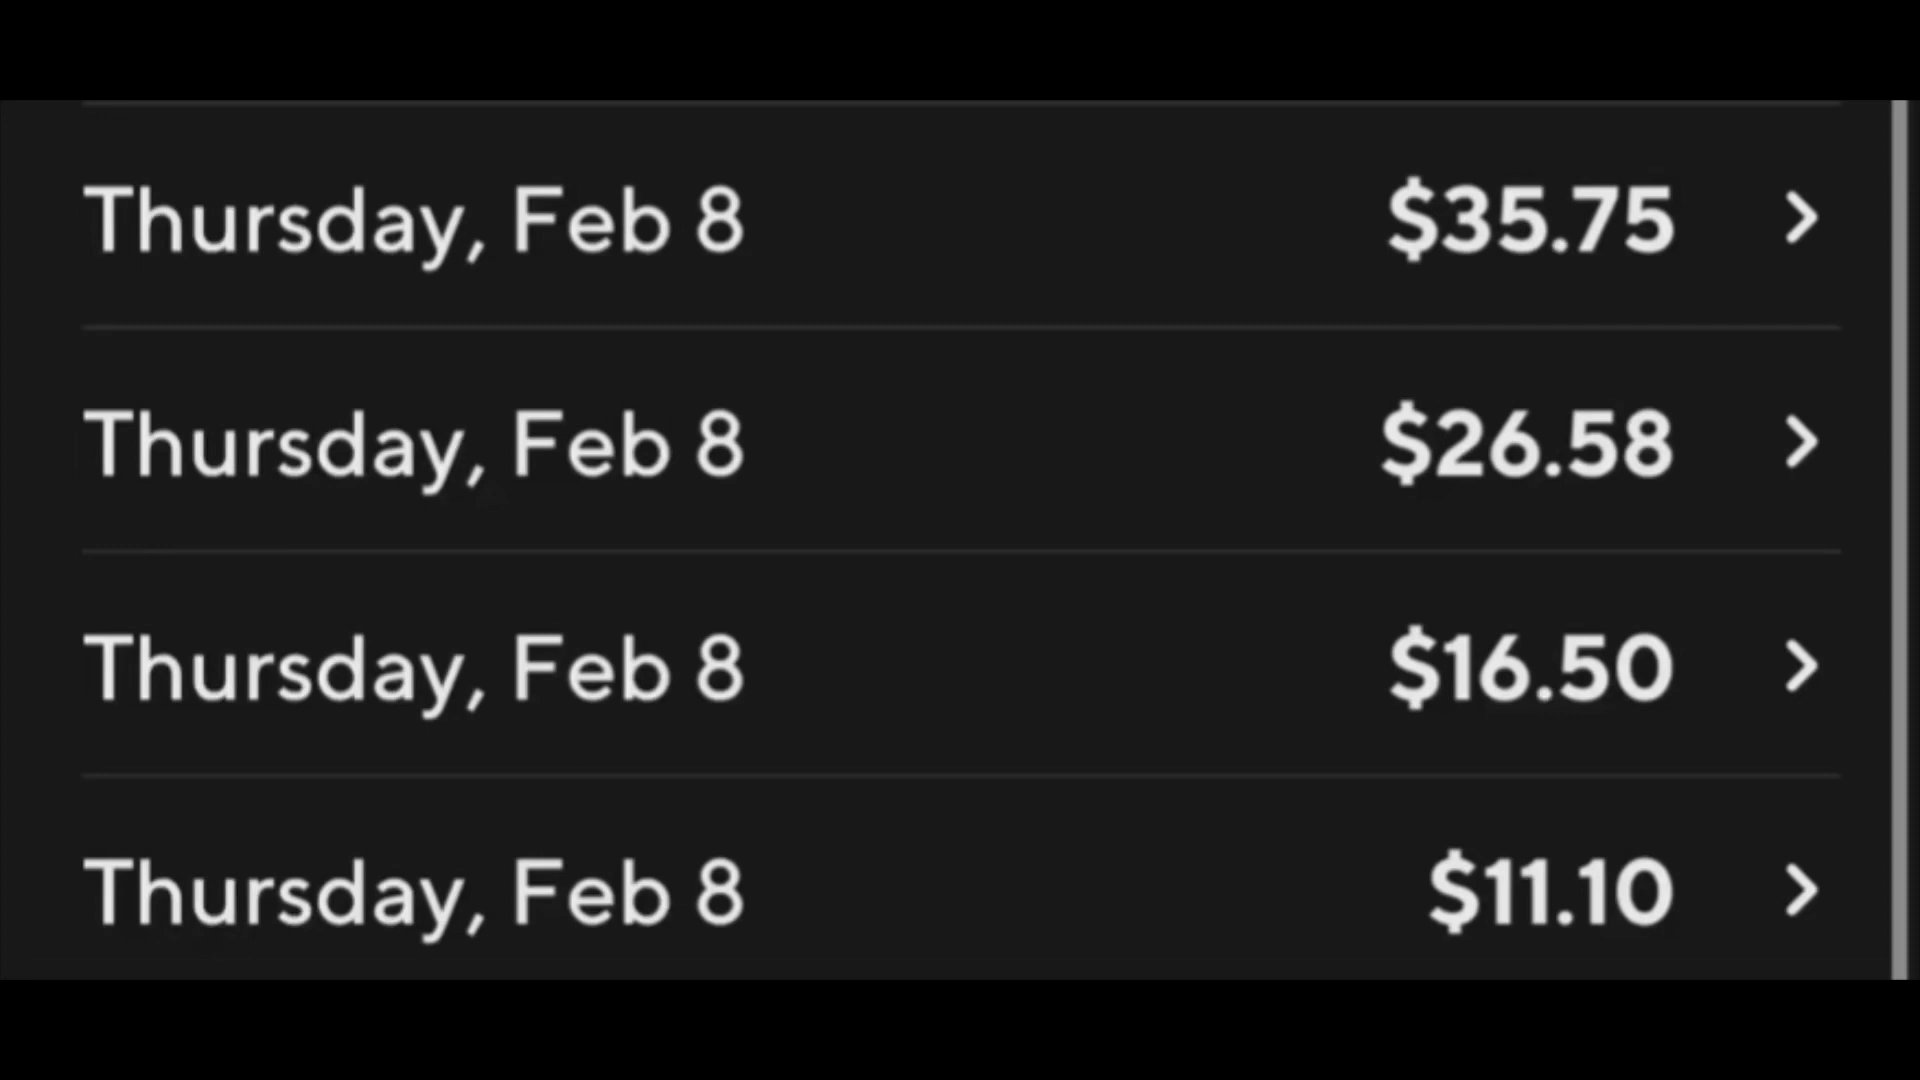 Thursday, Feb 8 $35.75
Thursday, Feb 8 $26.58
Thursday, Feb 8 $16.50
Thursday, Feb 8 $11.10